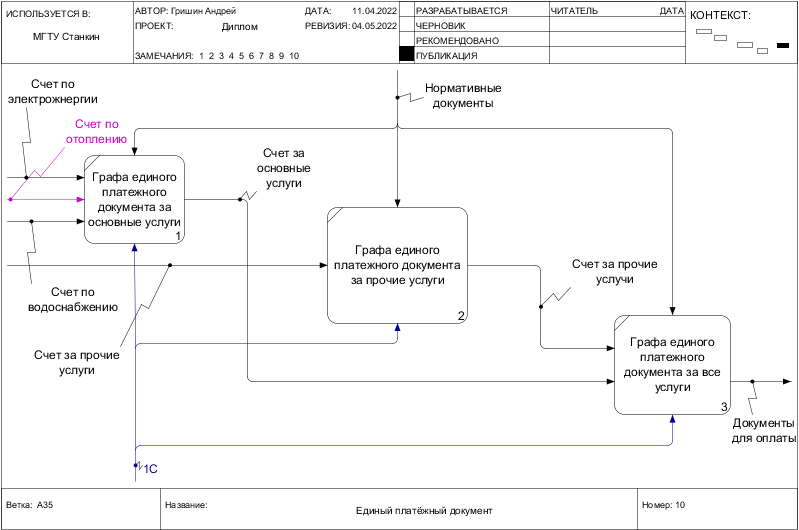 ИСПОЛЬЗУЕТСЯ В:
МГТУ Станкин
АВТОР: Гришин Андрей
ДАТА: 11.04.2022
ПРОЕКТ: Диплом
РЕВИЗИЯ: 04.05.2022
ЗАМЕЧАНИЯ: 1 2 3 4 5 6 7 8 9 10
РАЗРАБАТЫВАЕТСЯ
ЧЕРНОВИК
РЕКОМЕНДОВАНО
ПУБЛИКАЦИЯ
ЧИТАТЕЛЬ
ДАТА
КОНТЕКСТ:
Счет по
электрожнергии
Счет по
отоплению
Нормативные
документы
Счет за
основные
услуги
Графа единого
платежного
документа за
основные услуги
1
Графа единого
платежного документа
за прочие услуги
2
Счет за прочие
услучи
Счет по
водоснабжению
Счет за прочие
услуги
Графа единого
платежного
документа за все
услуги
3
Документы
для оплаты
1С
Ветка: A35
Название:
Единый платёжный документ
Номер: 10